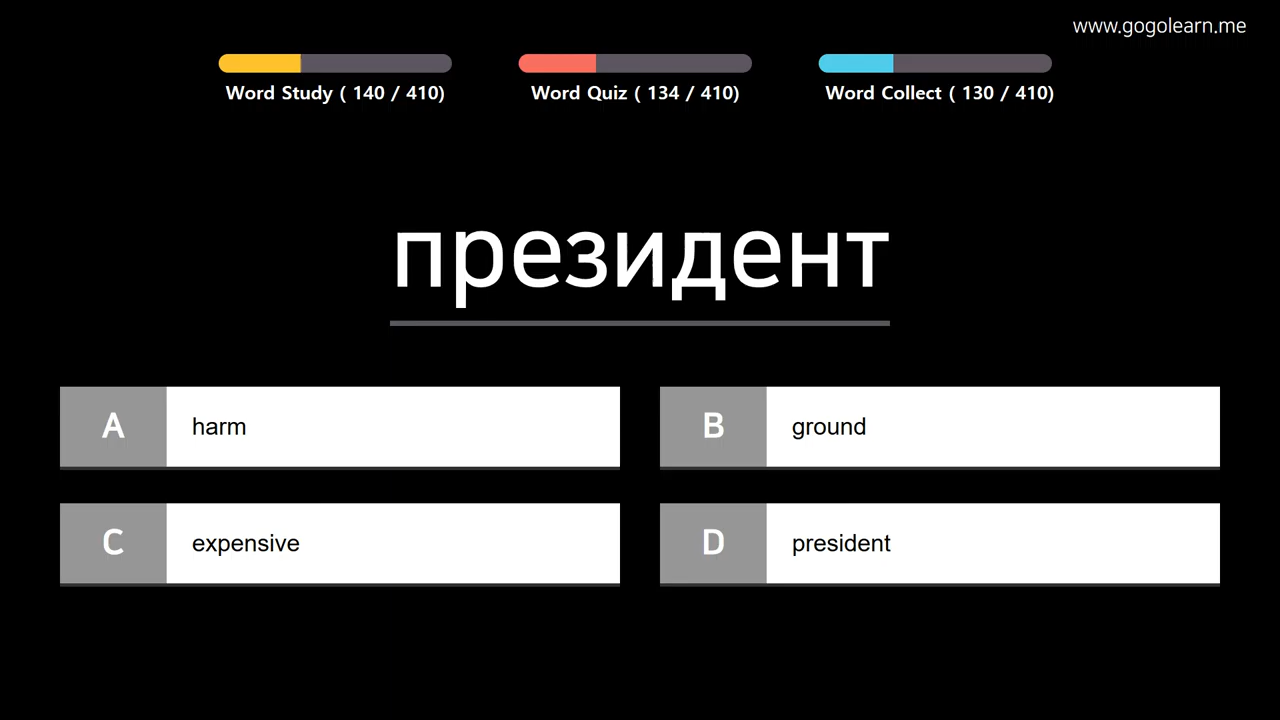 www.gogolearn.me
Word Study ( 140 / 410)
Word Quiz ( 134 / 410)
Word Collect ( 130 / 410)
президент
A harm
B ground
C expensive
D president